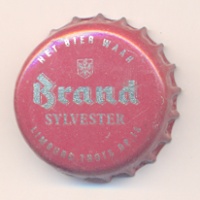 HET BIER WAAR
Brand
SYLVESTER
LIMBURG TROTS OP IS